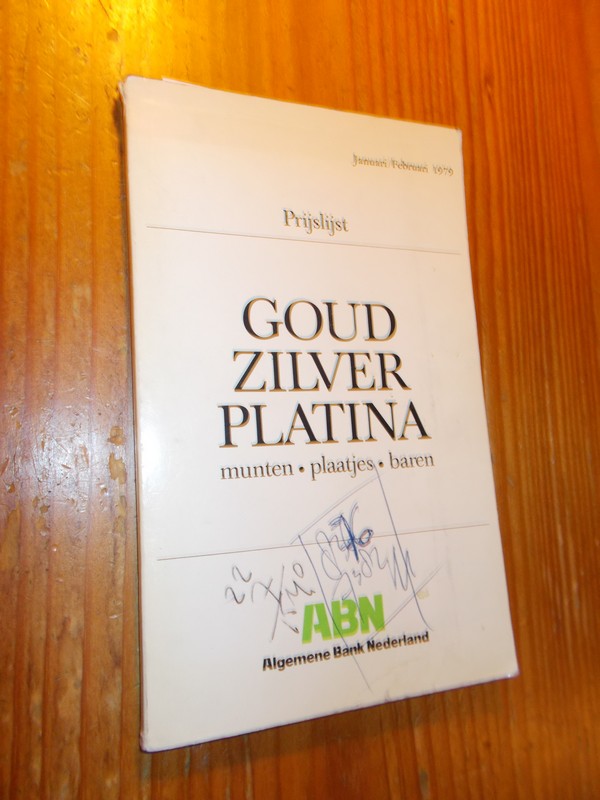 Januari/Februari 1979
Prijslijst
GOUD
ZILVER
PLATINA
munten • plaatjes • baren
ABN
Algemene Bank Nederland